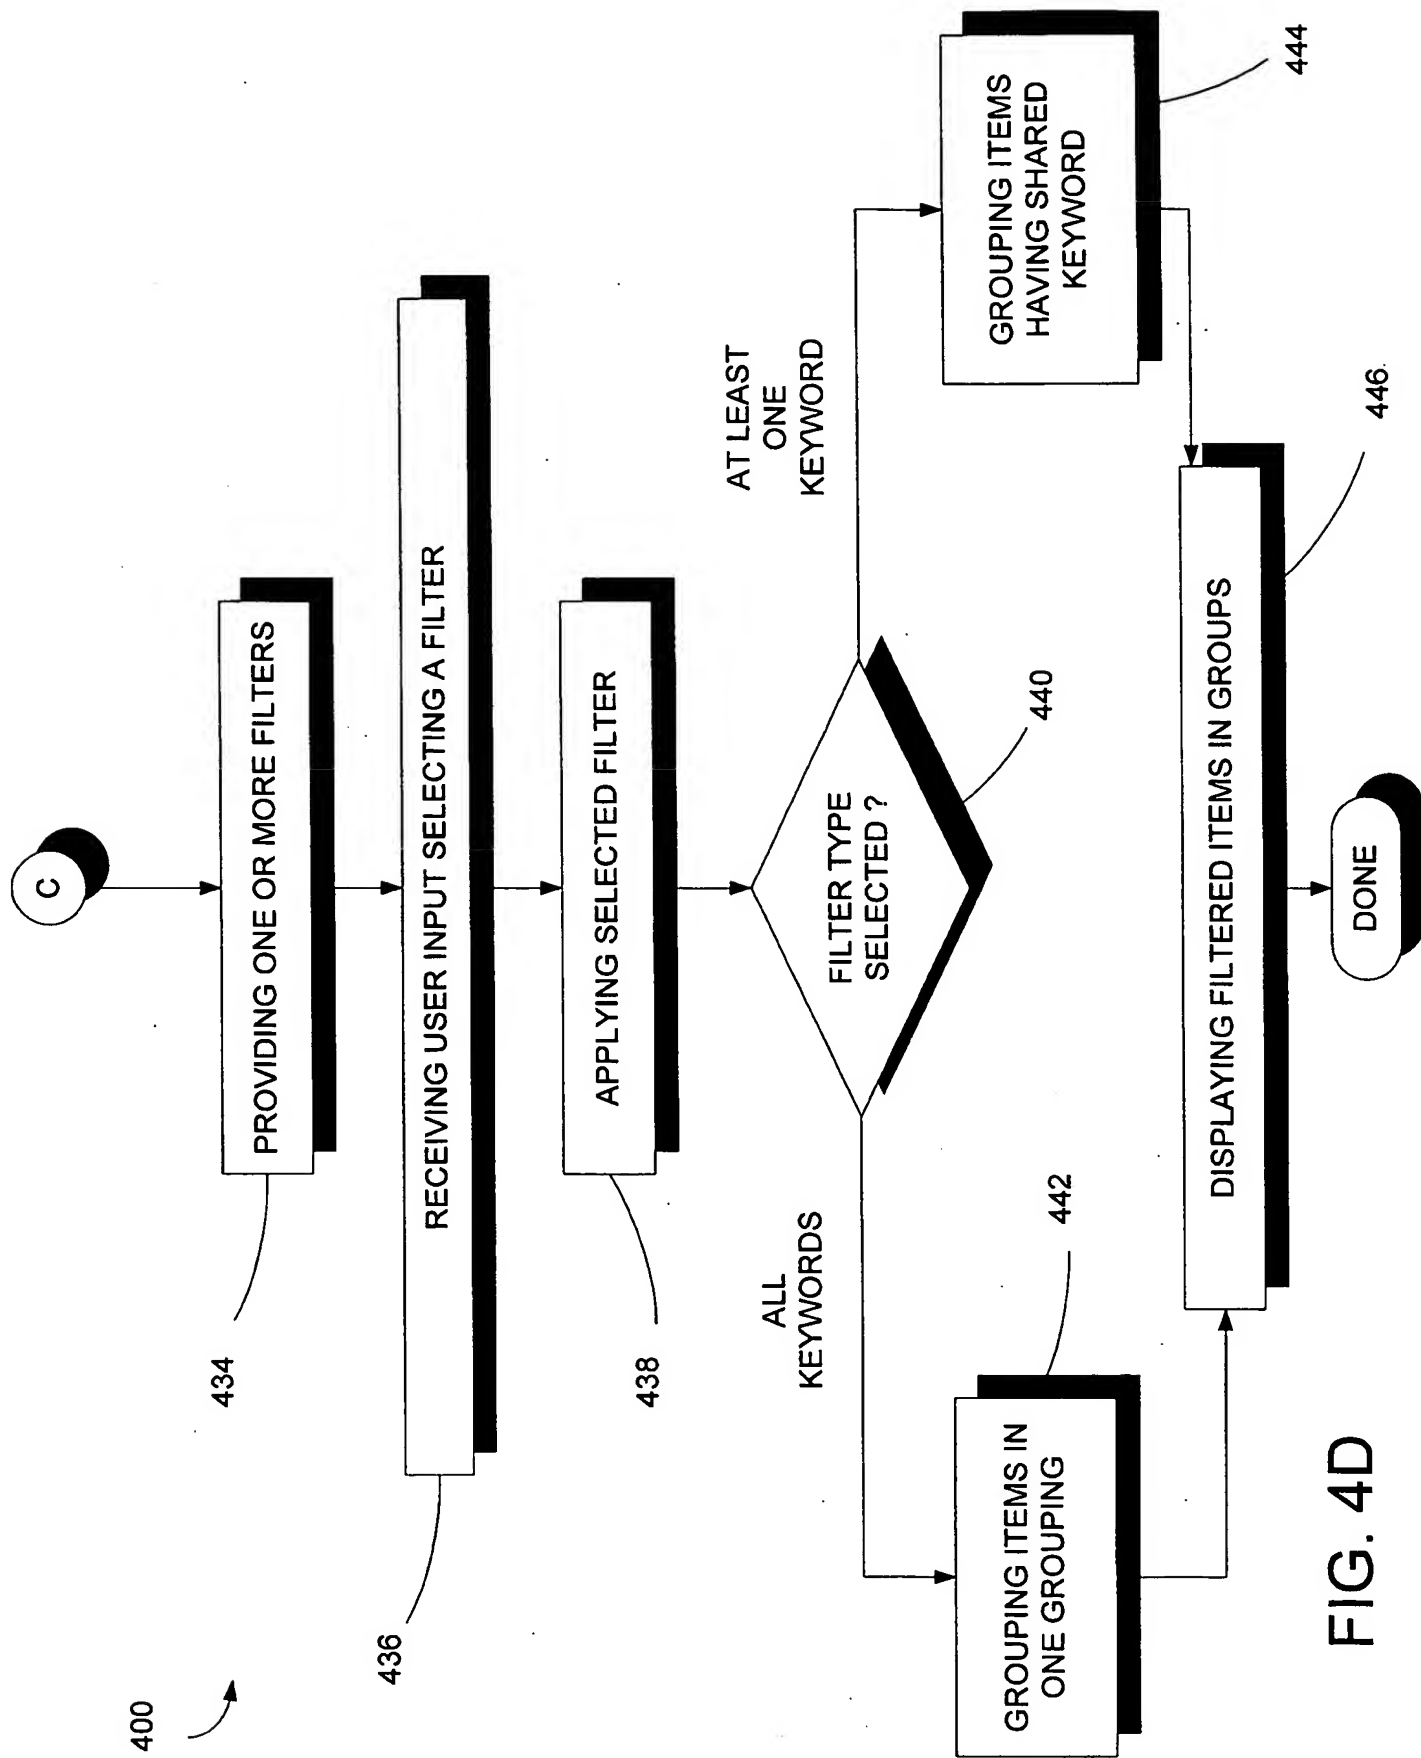 400
C
434
PROVIDING ONE OR MORE FILTERS
436
RECEIVING USER INPUT SELECTING A FILTER
438
APPLYING SELECTED FILTER
FILTER TYPE
SELECTED ?
440
ALL
KEYWORDS
AT LEAST
ONE
KEYWORD
GROUPING ITEMS IN
ONE GROUPING
442
GROUPING ITEMS
HAVING SHARED
KEYWORD
444
DISPLAYING FILTERED ITEMS IN GROUPS
446
DONE
FIG. 4D